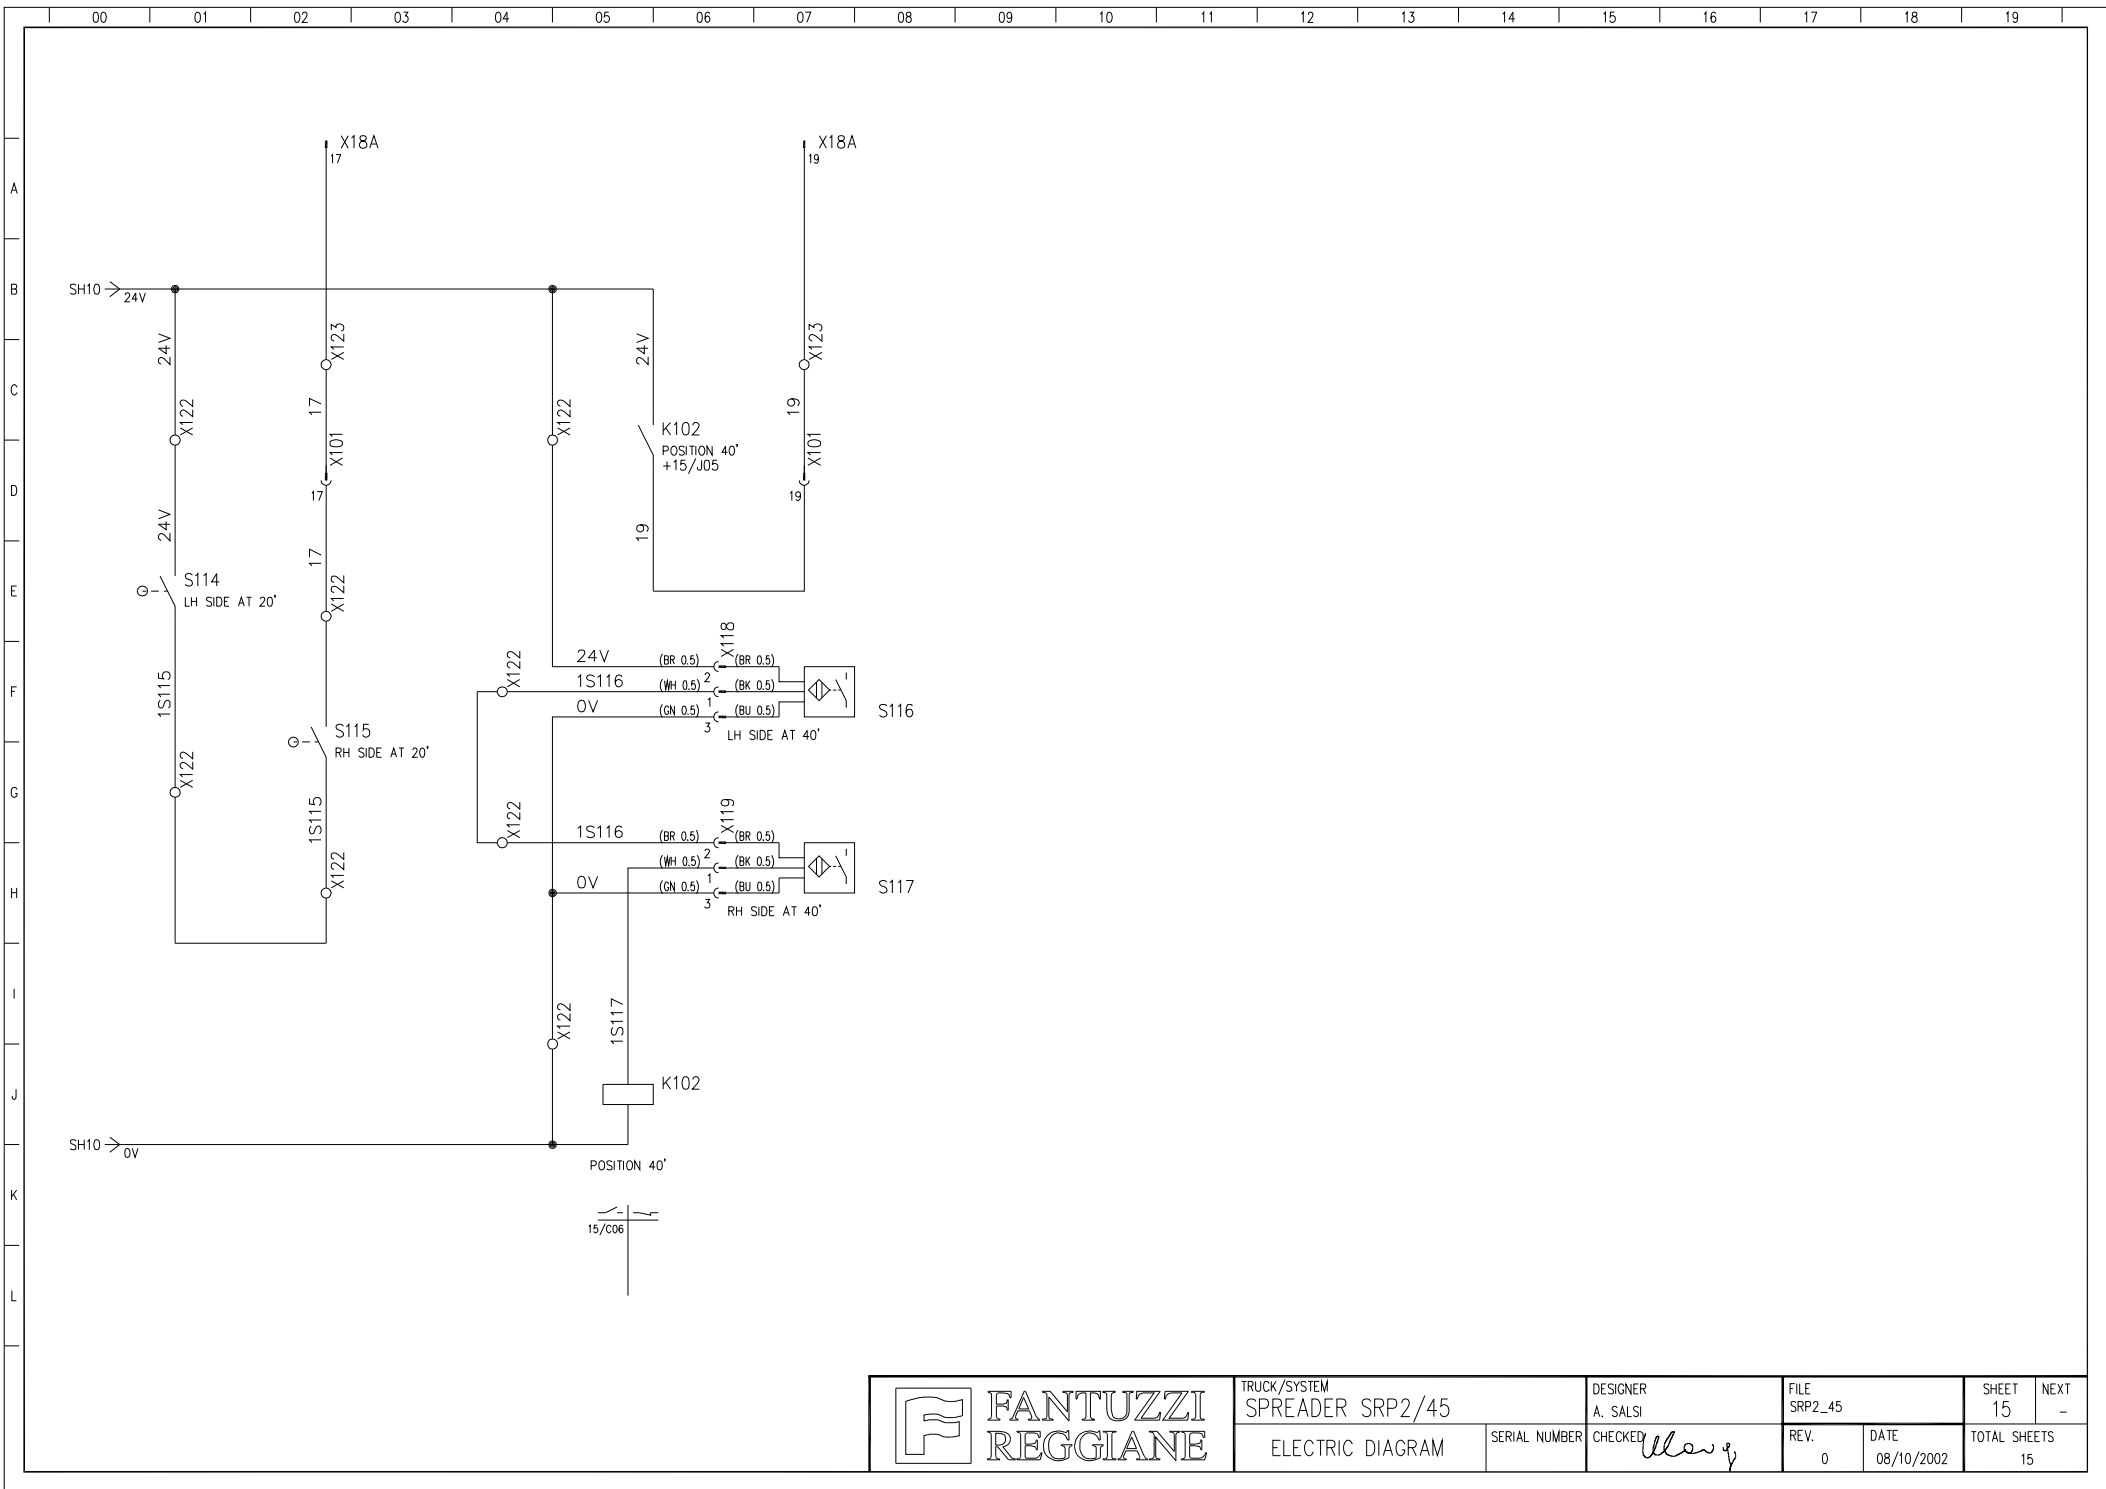 00 01 02 03 04 05 06 07 08 09 10 11 12 13 14 15 16 17 18 19
A
B
C
D
E
F
G
H
I
J
K
L
X18A
17
X18A
19
SH10
24V
24V
X123
24V
X123
X122
17
X101
17
X122
K102
POSITION 40'
+15/J05
19
X101
19
24V
17
X122
19
S114
LH SIDE AT 20'
1S115
X122
S115
RH SIDE AT 20'
1S115
X122
X122
24V
(BR 0.5)
X118
(BR 0.5)
2
1S116
(WH 0.5)
(BK 0.5)
1
0V
(GN 0.5)
(BU 0.5)
3
S116
LH SIDE AT 40'
X122
1S116
(BR 0.5)
X119
(BR 0.5)
2
(WH 0.5)
(BK 0.5)
1
0V
(GN 0.5)
(BU 0.5)
3
S117
RH SIDE AT 40'
X122
1S117
K102
SH10
0V
POSITION 40'
15/C06
FANTUZZI
REGGIANE
TRUCK/SYSTEM
SPREADER SRP2/45
ELECTRIC DIAGRAM
SERIAL NUMBER
DESIGNER
A. SALSI
CHECKED
FILE
SRP2_45
REV.
0
DATE
08/10/2002
SHEET
15
NEXT
-
TOTAL SHEETS
15